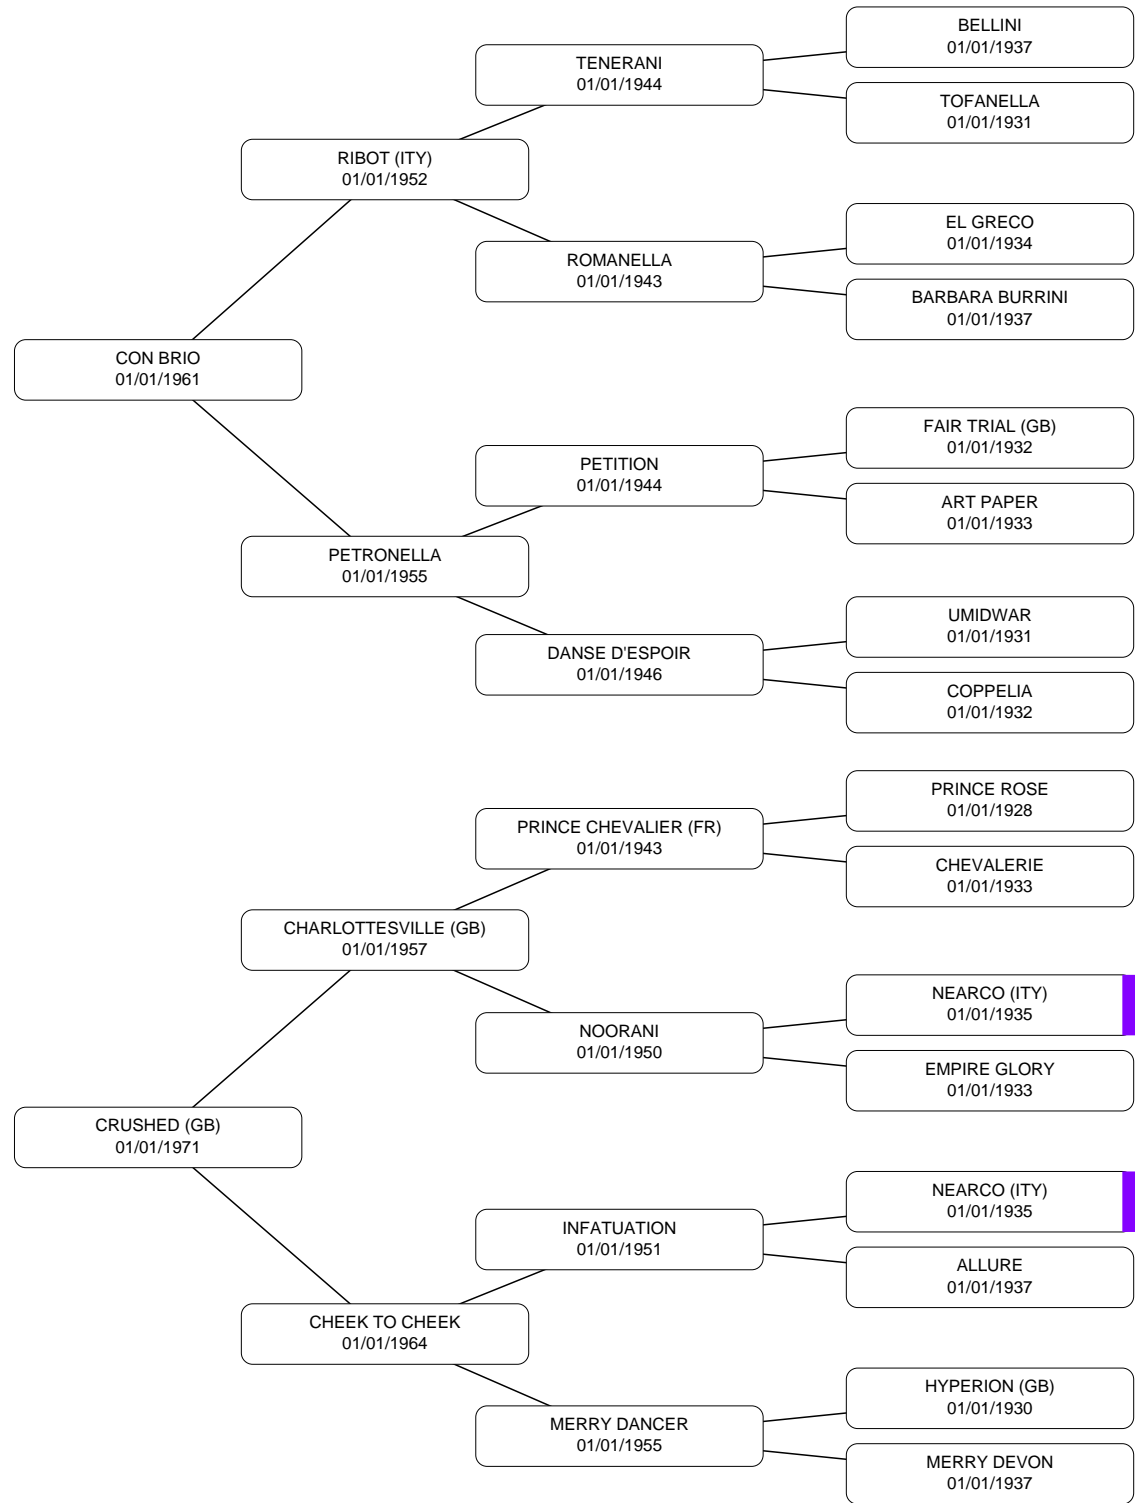 BELLINI
01/01/1937
TENERANI
01/01/1944
TOFANELLA
01/01/1931
RIBOT (ITY)
01/01/1952
EL GRECO
01/01/1934
ROMANELLA
01/01/1943
BARBARA BURRINI
01/01/1937
CON BRIO
01/01/1961
FAIR TRIAL (GB)
01/01/1932
PETITION
01/01/1944
ART PAPER
01/01/1933
PETRONELLA
01/01/1955
UMIDWAR
01/01/1931
DANSE D'ESPOIR
01/01/1946
COPPELIA
01/01/1932
PRINCE ROSE
01/01/1928
PRINCE CHEVALIER (FR)
01/01/1943
CHEVALERIE
01/01/1933
CHARLOTTESVILLE (GB)
01/01/1957
NEARCO (ITY)
01/01/1935
NOORANI
01/01/1950
EMPIRE GLORY
01/01/1933
CRUSHED (GB)
01/01/1971
NEARCO (ITY)
01/01/1935
INFATUATION
01/01/1951
ALLURE
01/01/1937
CHEEK TO CHEEK
01/01/1964
HYPERION (GB)
01/01/1930
MERRY DANCER
01/01/1955
MERRY DEVON
01/01/1937